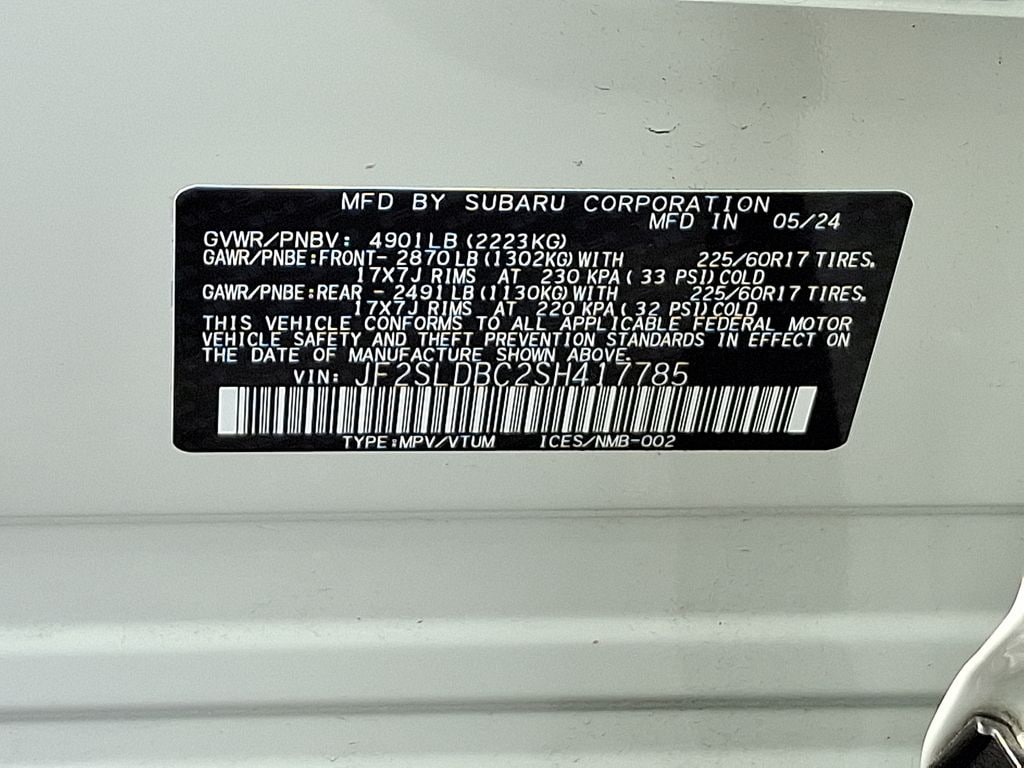 MFD BY SUBARU CORPORATION
MFD IN 05/24
GVWR/PNBV: 4901LB (2223KG)
GAWR/PNBE:FRONT- 2870LB (1302KG) WITH 225/60R17 TIRES.
17X7J RIMS AT 230 KPA ( 33 PSI) COLD
GAWR/PNBE:REAR - 2491LB (1130KG) WITH 225/60R17 TIRES.
17X7J RIMS AT 220 KPA ( 32 PSI) COLD
THIS VEHICLE CONFORMS TO ALL APPLICABLE FEDERAL MOTOR
VEHICLE SAFETY AND THEFT PREVENTION STANDARDS IN EFFECT ON
THE DATE OF MANUFACTURE SHOWN ABOVE.
VIN: JF2SLDBC2SH417785
TYPE:MPV/VTUM ICES/NMB-002